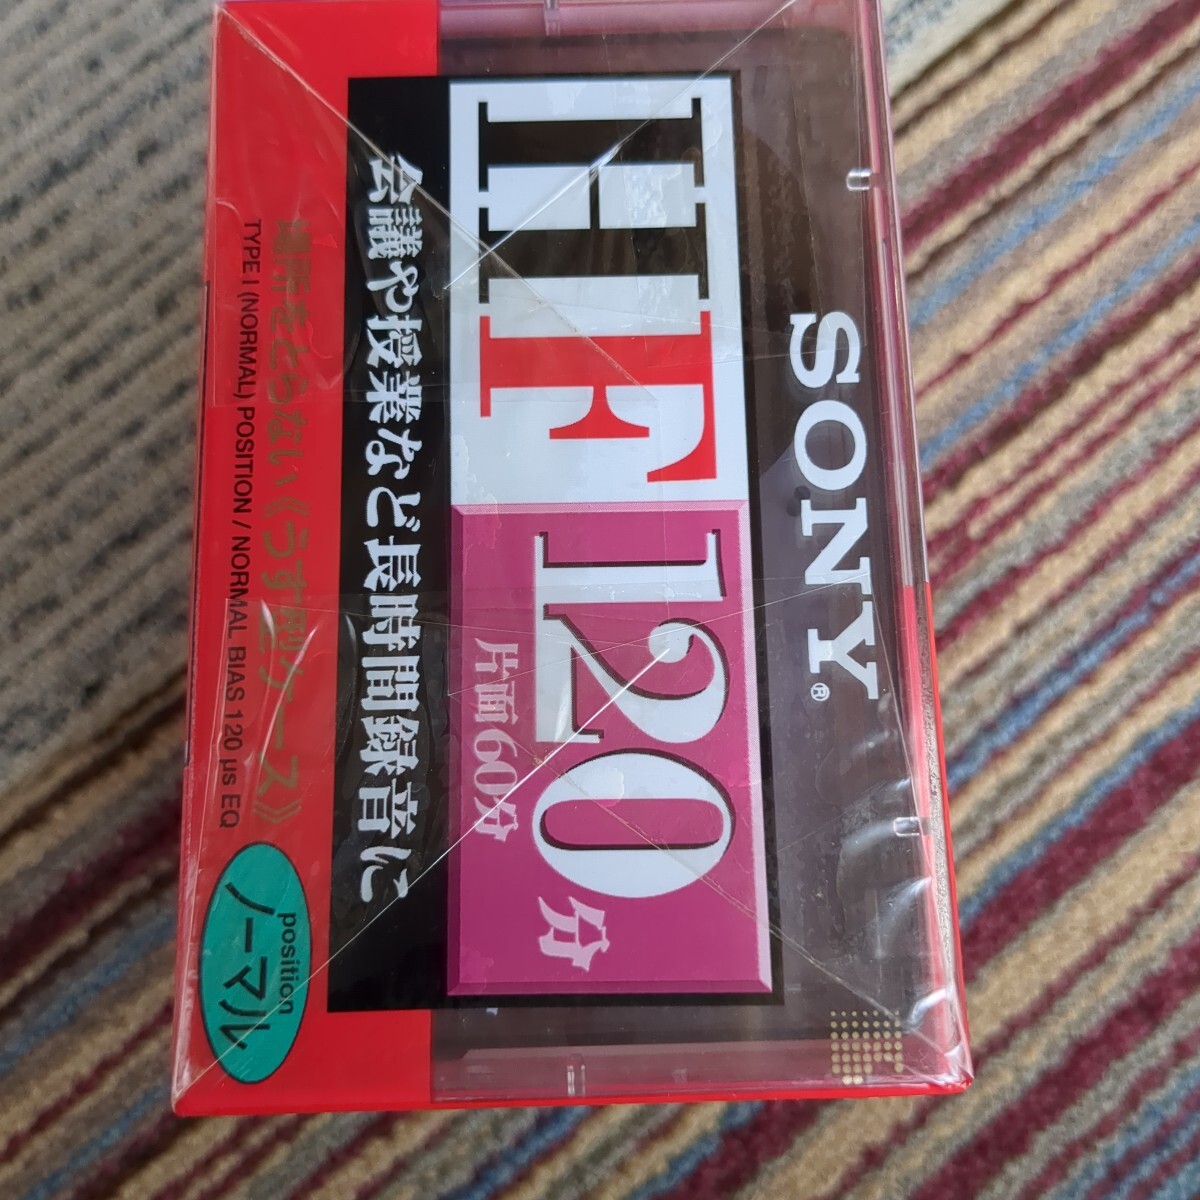 SONY®
HF 120分
片面60分
会議や授業など長時間録音に
場所をとらない《うす型ケース》
TYPE I (NORMAL) POSITION / NORMAL BIAS 120 µs EQ
position
ノーマル